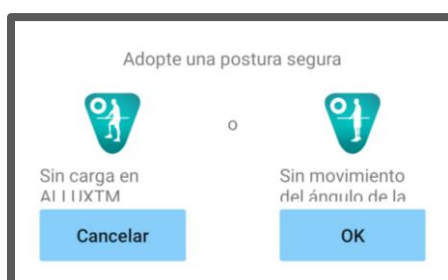 Adopte una postura segura
o
Sin carga en
ALLUXTM
Sin movimiento
del ángulo de la
Cancelar
OK